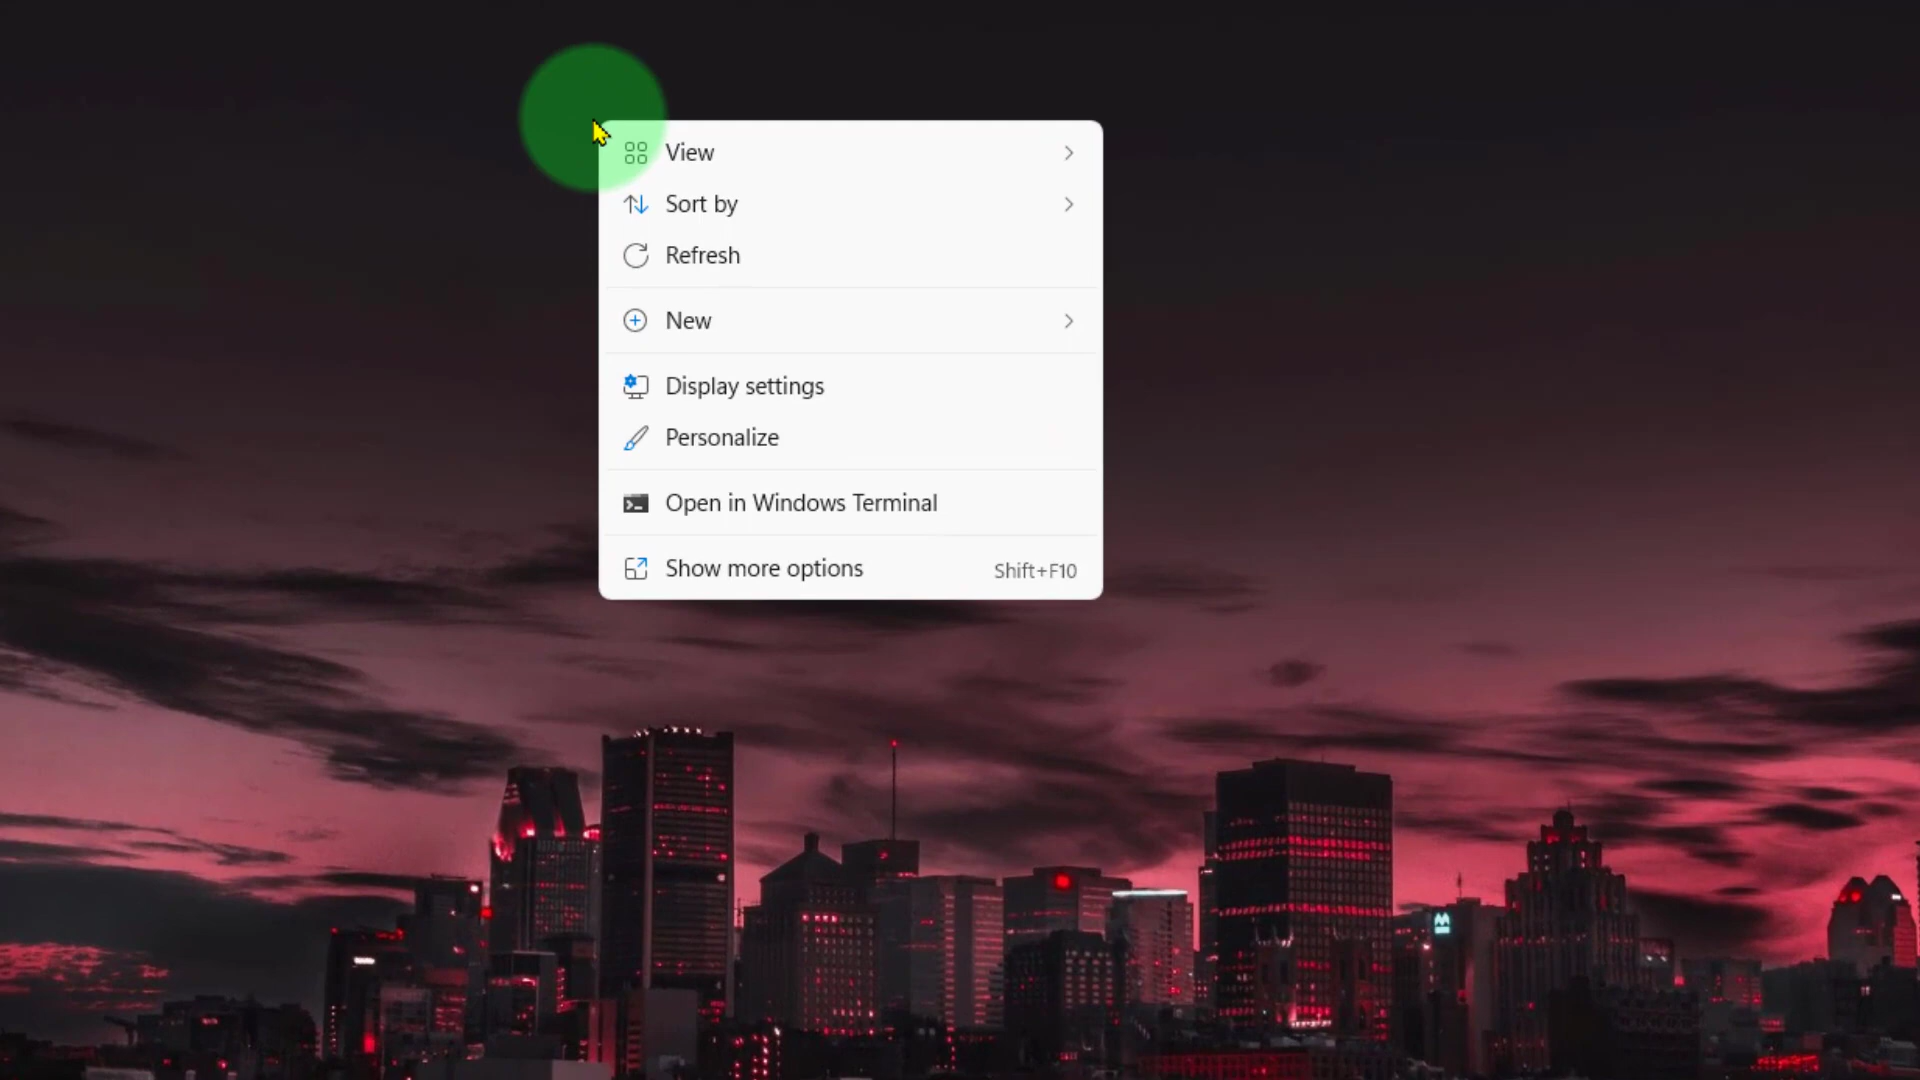 View
Sort by
Refresh
New
Display settings
Personalize
Open in Windows Terminal
Show more options Shift+F10